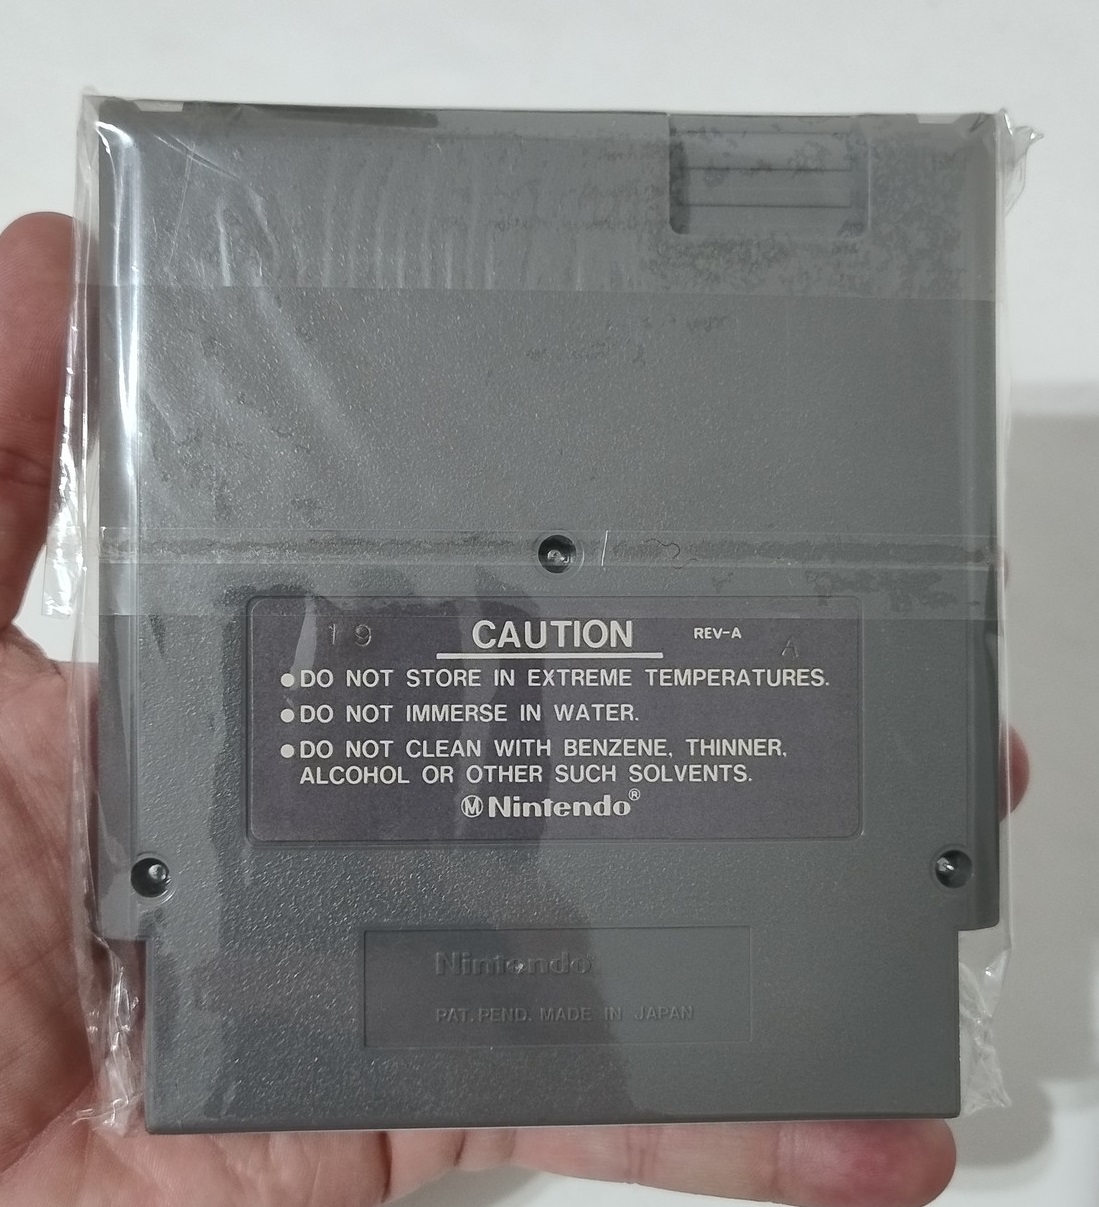 19 CAUTION REV-A A
●DO NOT STORE IN EXTREME TEMPERATURES.
●DO NOT IMMERSE IN WATER.
●DO NOT CLEAN WITH BENZENE, THINNER,
ALCOHOL OR OTHER SUCH SOLVENTS.
Ⓜ Nintendo®
Nintendo
PAT. PEND. MADE IN JAPAN